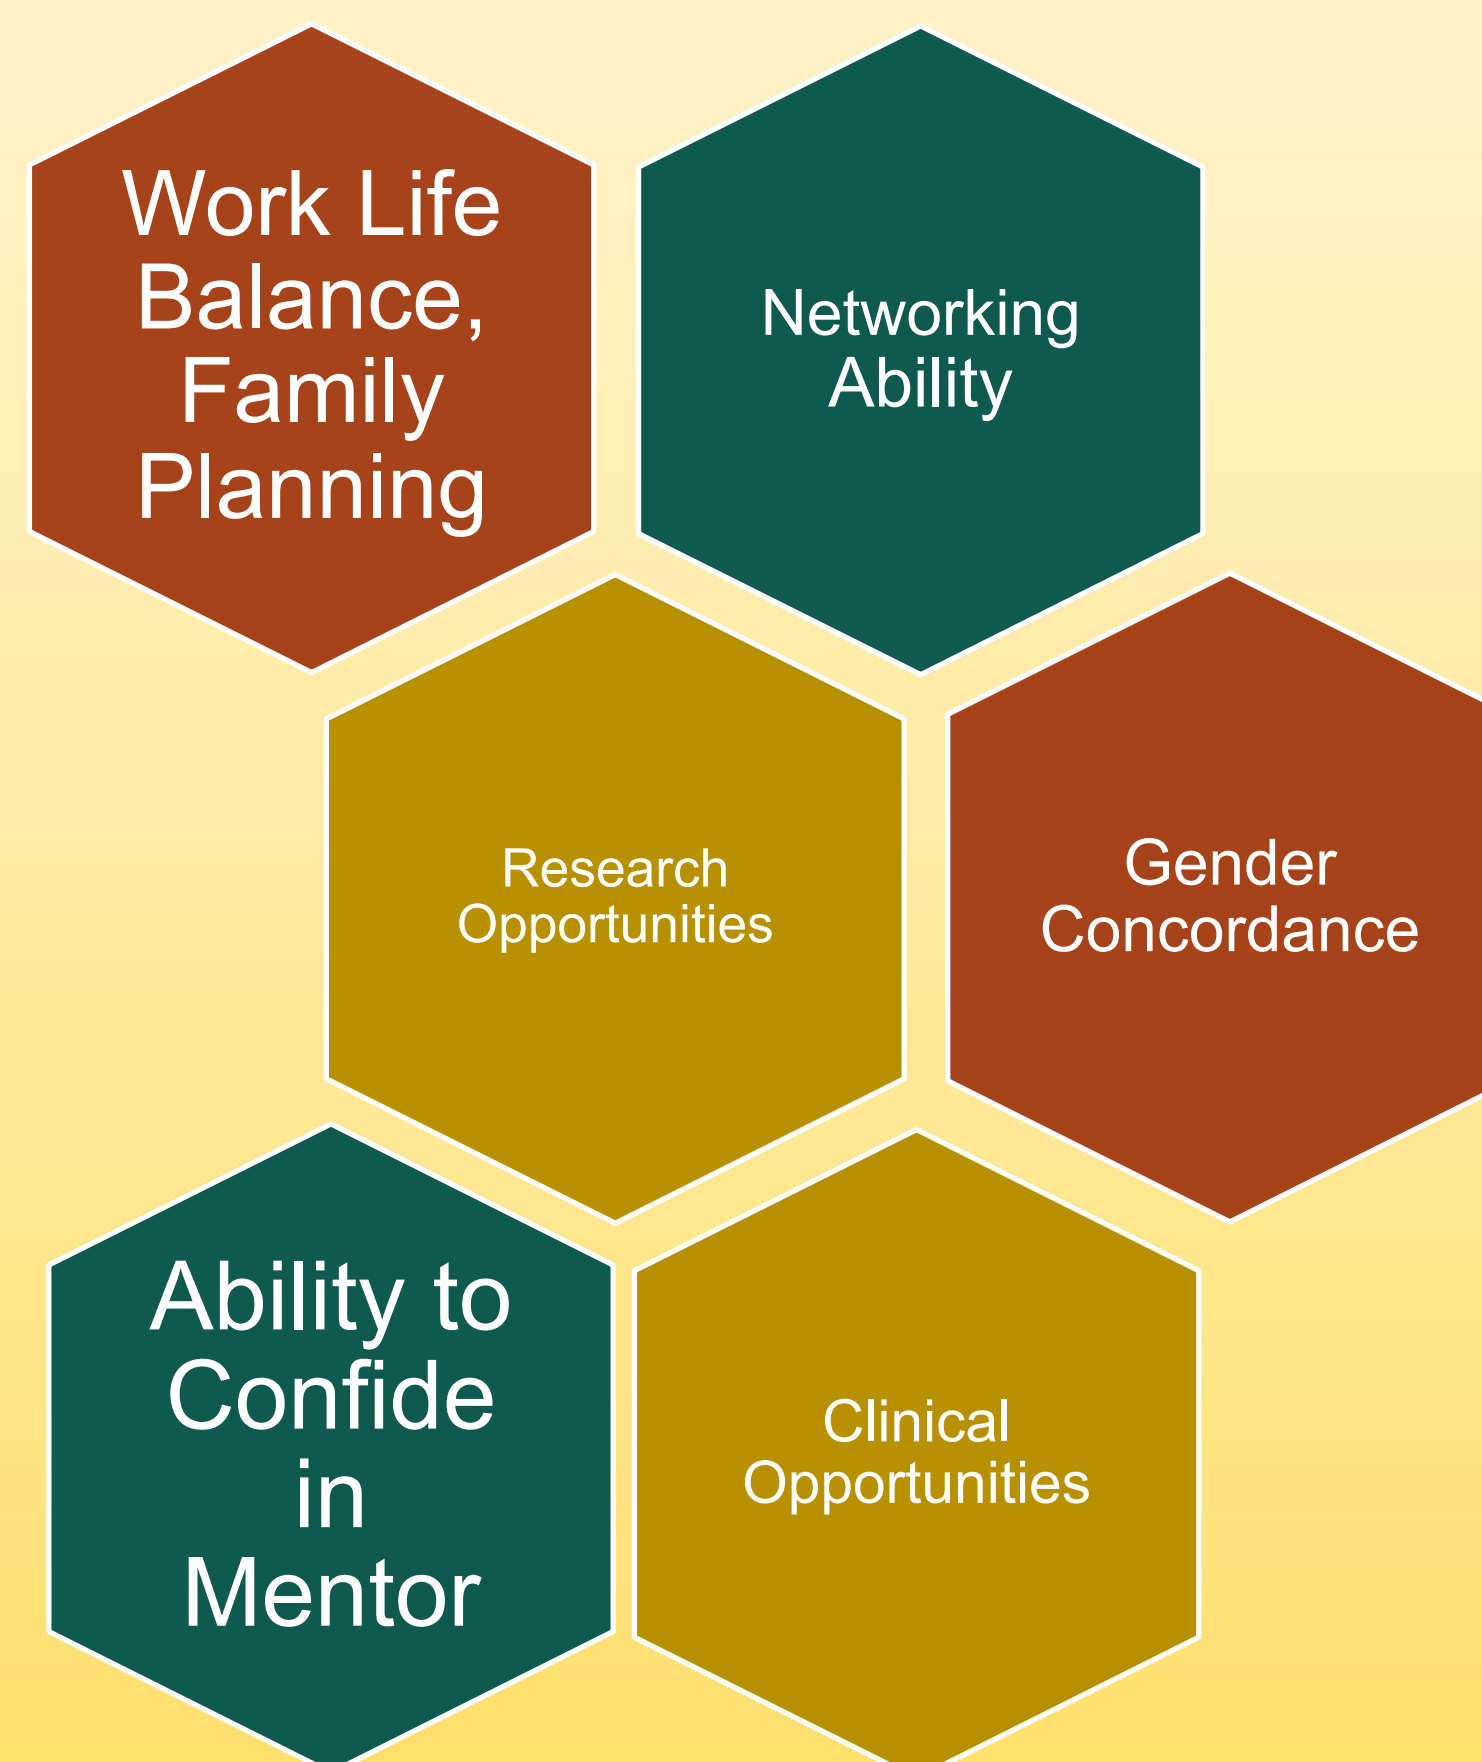 Work Life
Balance,
Family
Planning
Networking
Ability
Research
Opportunities
Gender
Concordance
Ability to
Confide
in
Mentor
Clinical
Opportunities